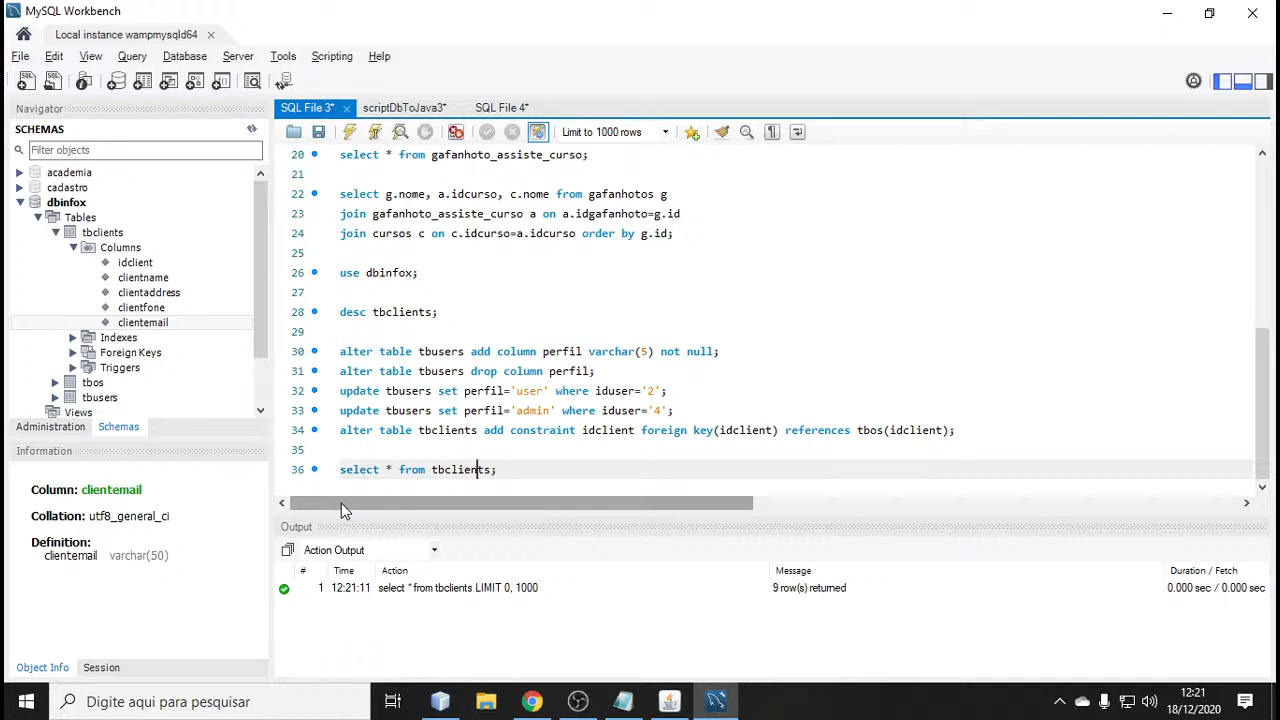 MySQL Workbench
Local instance wampmysqld64
File Edit View Query Database Server Tools Scripting Help
Navigator
SCHEMAS
Filter objects
academia
cadastro
dbinfox
Tables
tbclients
Columns
idclient
clientname
clientaddress
clientfone
clientemail
Indexes
Foreign Keys
Triggers
tbos
tbusers
Views
Administration Schemas
Information
Column: clientemail
Collation: utf8_general_ci
Definition:
clientemail varchar(50)
Object Info Session
SQL File 3* scriptDbToJava3* SQL File 4*
Limit to 1000 rows
20 select * from gafanhoto_assiste_curso;
21
22 select g.nome, a.idcurso, c.nome from gafanhotos g
23 join gafanhoto_assiste_curso a on a.idgafanhoto=g.id
24 join cursos c on c.idcurso=a.idcurso order by g.id;
25
26 use dbinfox;
27
28 desc tbclients;
29
30 alter table tbusers add column perfil varchar(5) not null;
31 alter table tbusers drop column perfil;
32 update tbusers set perfil='user' where iduser='2';
33 update tbusers set perfil='admin' where iduser='4';
34 alter table tbclients add constraint idclient foreign key(idclient) references tbos(idclient);
35
36 select * from tbclients;
Output
Action Output
# Time Action Message Duration / Fetch
1 12:21:11 select * from tbclients LIMIT 0, 1000 9 row(s) returned 0.000 sec / 0.000 sec
Digite aqui para pesquisar
12:21
18/12/2020